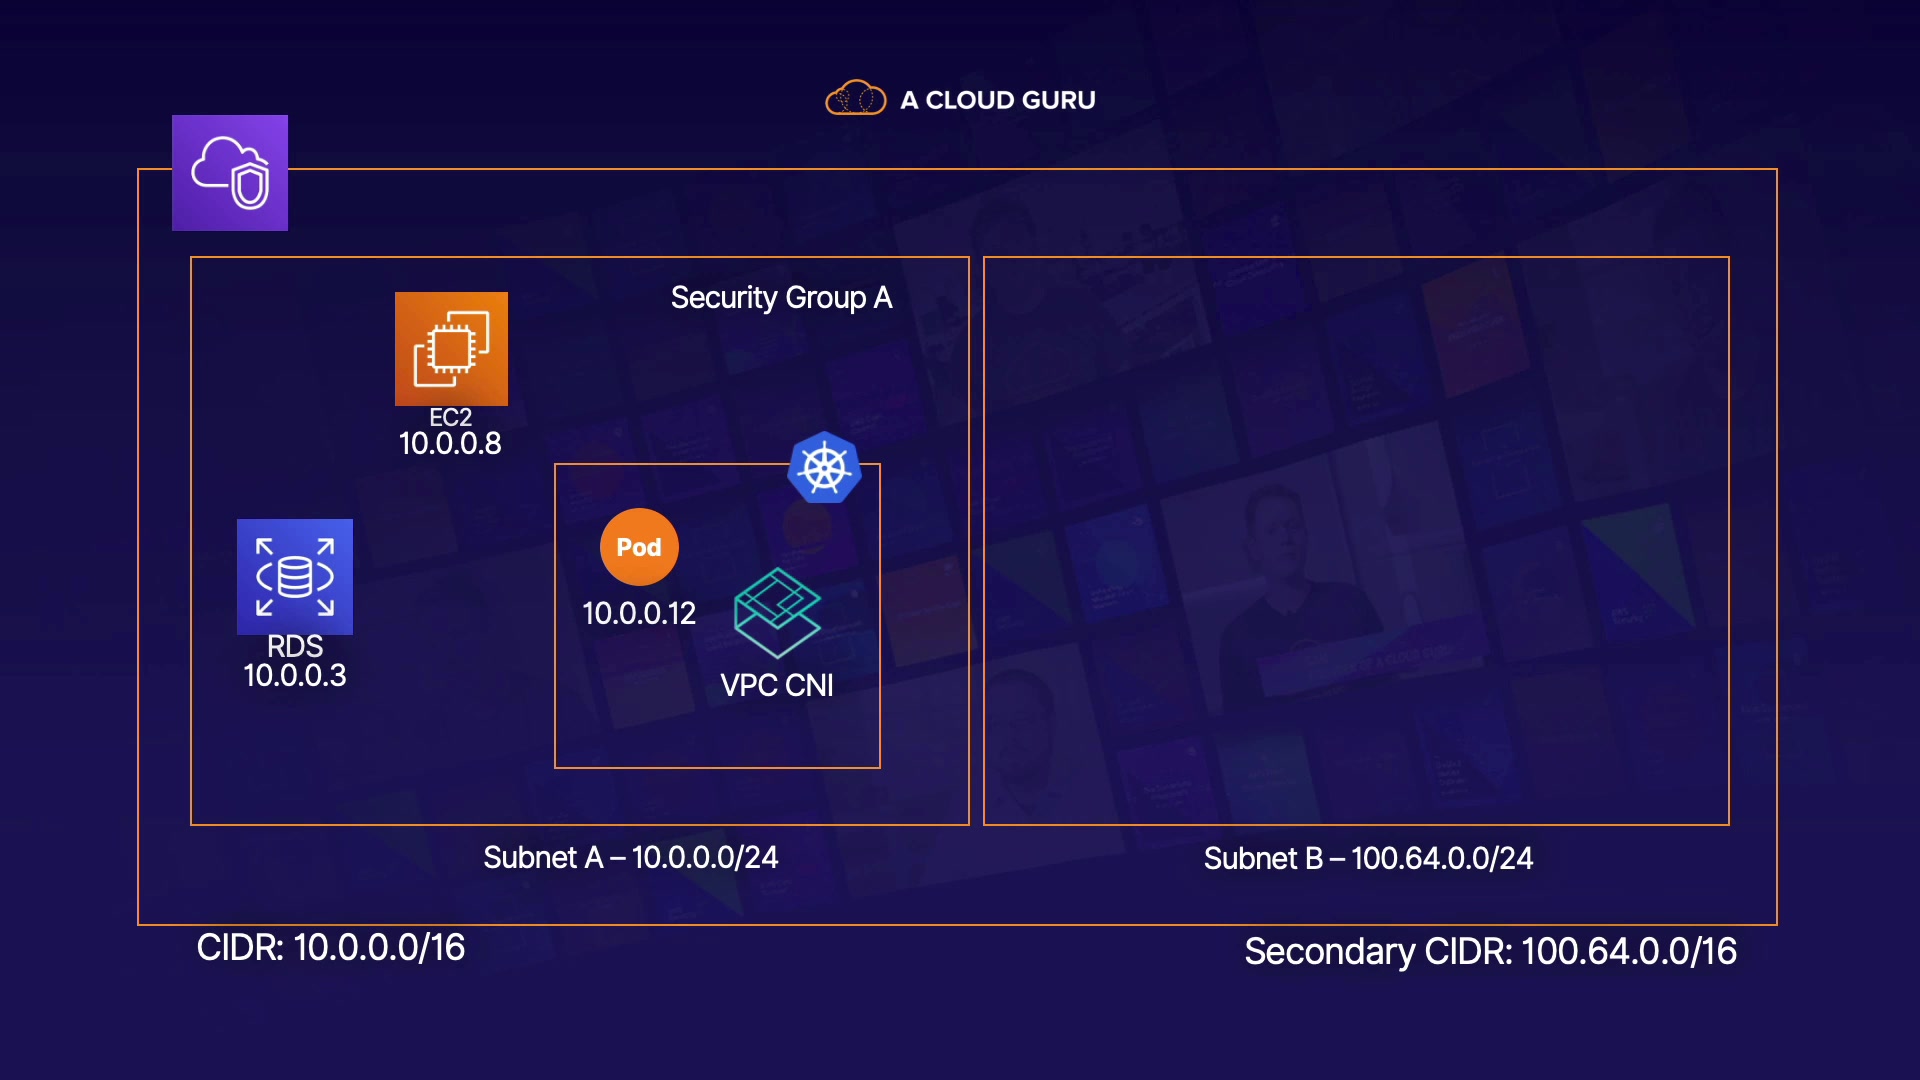 A CLOUD GURU
Security Group A
EC2
10.0.0.8
Pod
10.0.0.12
RDS
10.0.0.3
VPC CNI
Subnet A – 10.0.0.0/24
Subnet B – 100.64.0.0/24
CIDR: 10.0.0.0/16
Secondary CIDR: 100.64.0.0/16